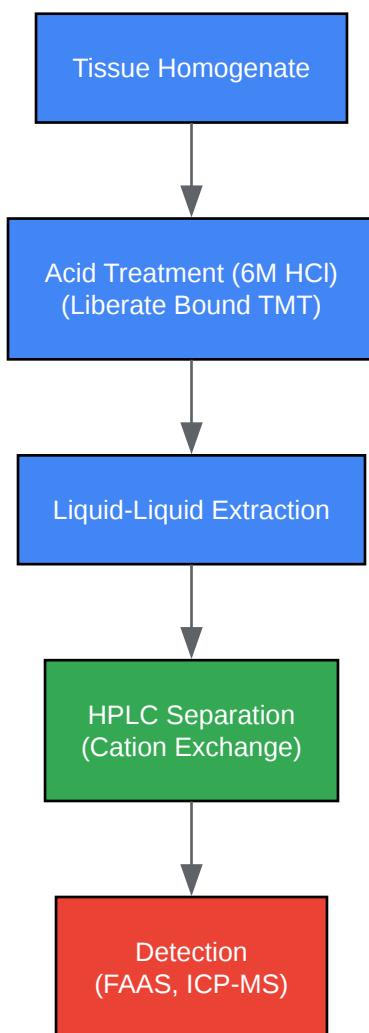 Tissue Homogenate
Acid Treatment (6M HCl)
(Liberate Bound TMT)
Liquid-Liquid Extraction
HPLC Separation
(Cation Exchange)
Detection
(FAAS, ICP-MS)